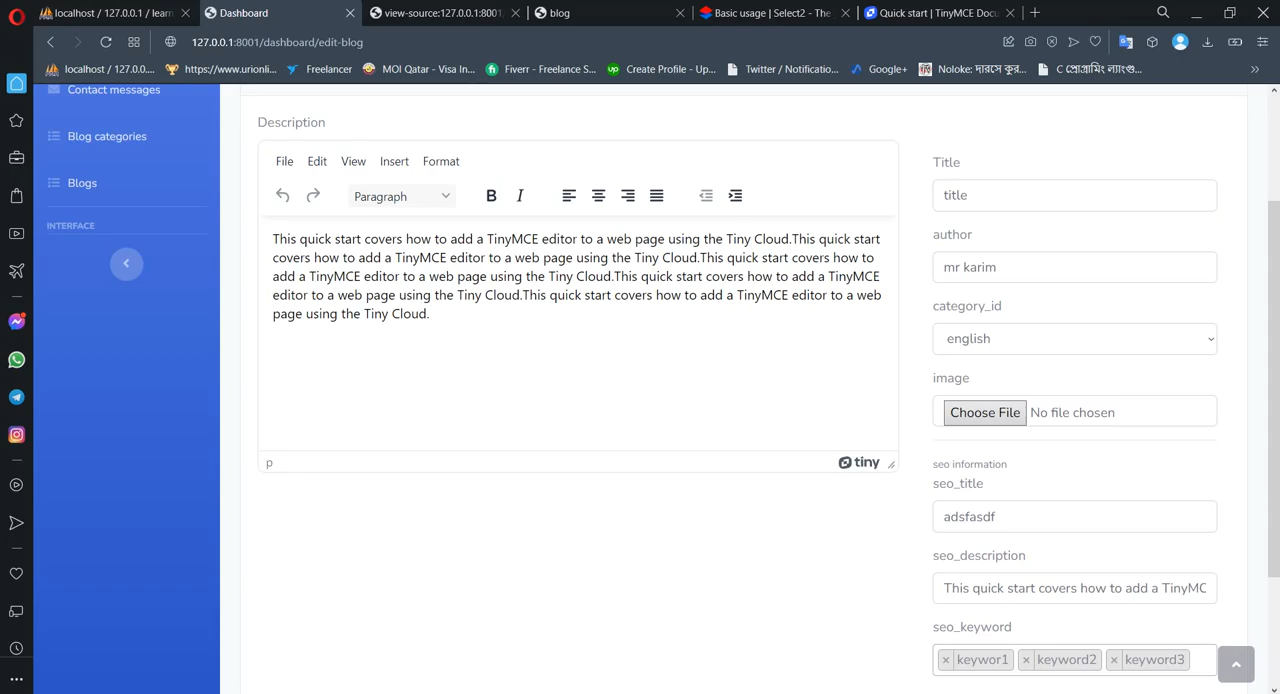 localhost / 127.0.0.1 / learn
Dashboard
view-source:127.0.0.1:8001
blog
Basic usage | Select2 - The
Quick start | TinyMCE Docu
127.0.0.1:8001/dashboard/edit-blog
localhost / 127.0.0....
https://www.urionli...
Freelancer
MOI Qatar - Visa In...
Fiverr - Freelance S...
Create Profile - Up...
Twitter / Notificatio...
Google+
Noloke: দারসে কুর...
C প্রোগ্রামিং ল্যাংগু...
Contact messages
Blog categories
Blogs
INTERFACE
Description
File Edit View Insert Format
Paragraph
B I
This quick start covers how to add a TinyMCE editor to a web page using the Tiny Cloud.This quick start
covers how to add a TinyMCE editor to a web page using the Tiny Cloud.This quick start covers how to
add a TinyMCE editor to a web page using the Tiny Cloud.This quick start covers how to add a TinyMCE
editor to a web page using the Tiny Cloud.This quick start covers how to add a TinyMCE editor to a web
page using the Tiny Cloud.
p
tiny
Title
title
author
mr karim
category_id
english
image
Choose File No file chosen
seo information
seo_title
adsfasdf
seo_description
This quick start covers how to add a TinyMC
seo_keyword
× keywor1 × keywor2 × keywor3